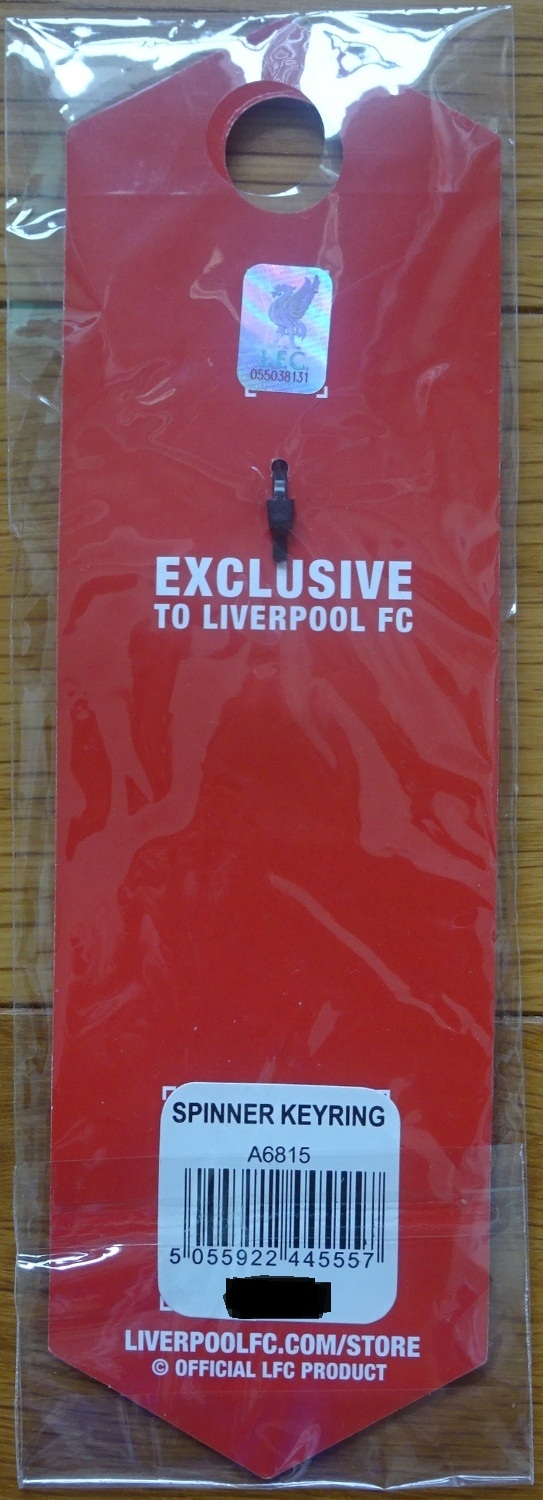 L.F.C.
055038131
EXCLUSIVE
TO LIVERPOOL FC
SPINNER KEYRING
A6815
5 055922 445557
LIVERPOOLFC.COM/STORE
© OFFICIAL LFC PRODUCT